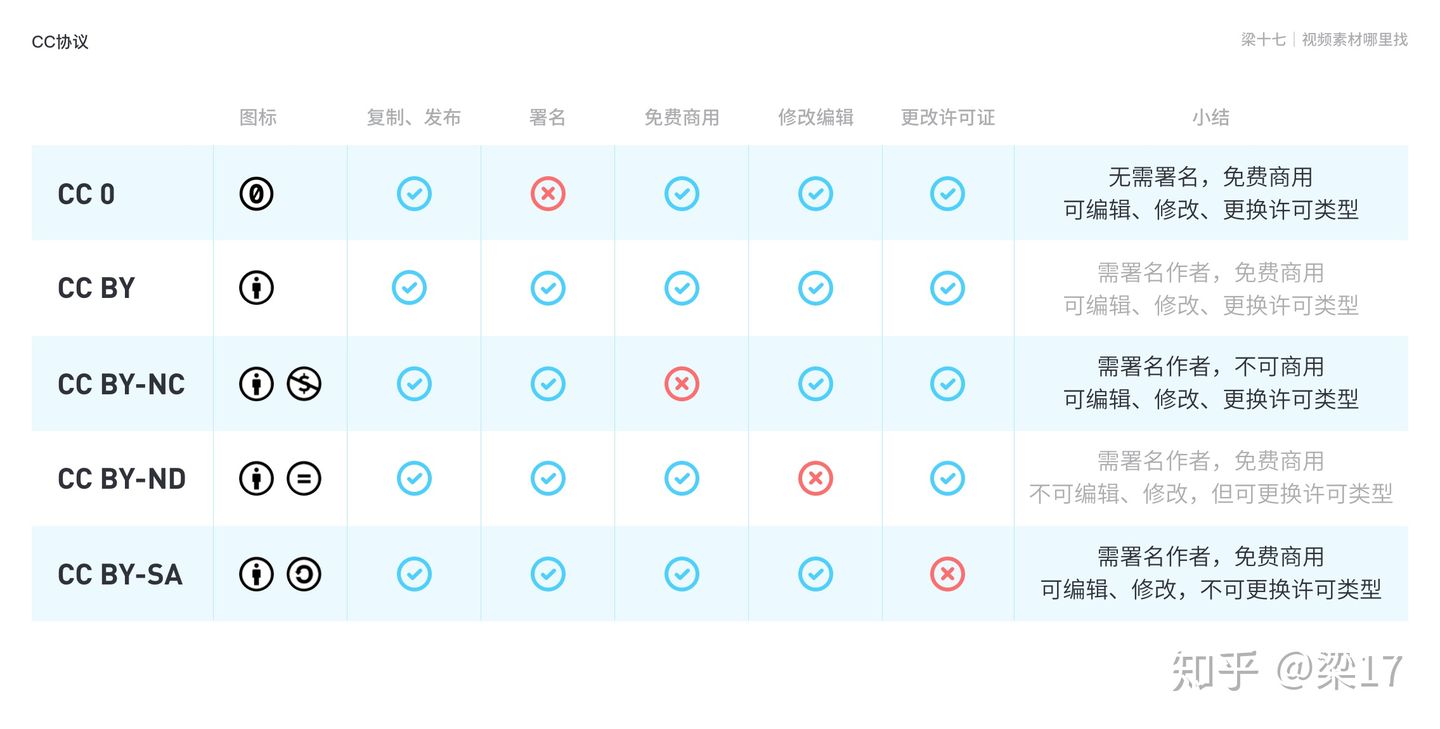 CC协议
梁十七｜视频素材哪里找
图标 复制、发布 署名 免费商用 修改编辑 更改许可证 小结
CC 0
无需署名，免费商用
可编辑、修改、更换许可类型
CC BY
需署名作者，免费商用
可编辑、修改、更换许可类型
CC BY-NC
需署名作者，不可商用
可编辑、修改、更换许可类型
CC BY-ND
需署名作者，免费商用
不可编辑、修改，但可更换许可类型
CC BY-SA
需署名作者，免费商用
可编辑、修改，不可更换许可类型
知乎 @梁17